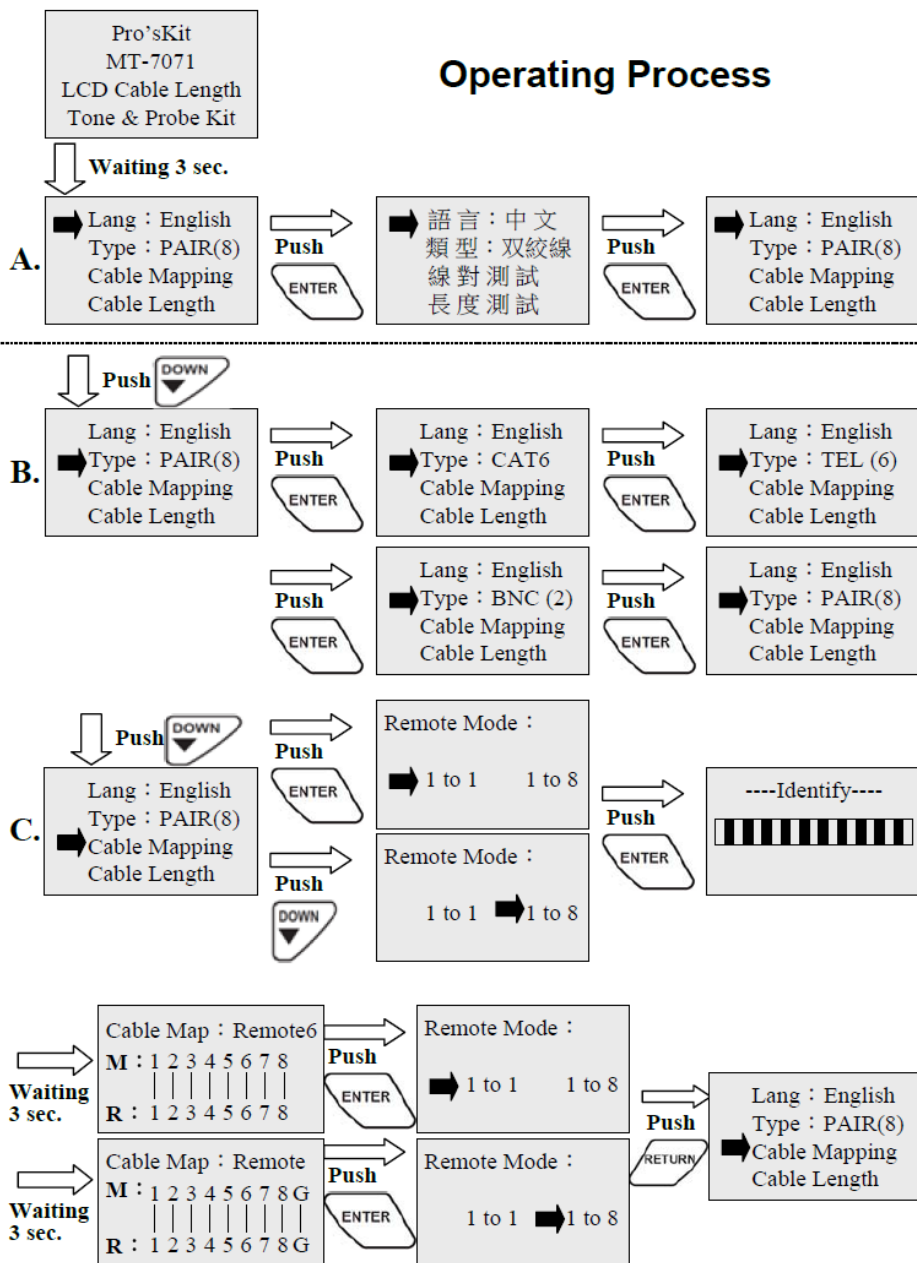 Pro'sKit
MT-7071
LCD Cable Length
Tone & Probe Kit
Operating Process
Waiting 3 sec.
A.
Lang：English
Type：PAIR(8)
Cable Mapping
Cable Length
Push
ENTER
語言：中文
類型：双絞線
線對測試
長度測試
Push
ENTER
Lang：English
Type：PAIR(8)
Cable Mapping
Cable Length
Push
DOWN
B.
Lang：English
Type：PAIR(8)
Cable Mapping
Cable Length
Push
ENTER
Lang：English
Type：CAT6
Cable Mapping
Cable Length
Push
ENTER
Lang：English
Type：TEL (6)
Cable Mapping
Cable Length
Push
ENTER
Lang：English
Type：BNC (2)
Cable Mapping
Cable Length
Push
ENTER
Lang：English
Type：PAIR(8)
Cable Mapping
Cable Length
Push
DOWN
C.
Lang：English
Type：PAIR(8)
Cable Mapping
Cable Length
Push
ENTER
Remote Mode：
1 to 1 1 to 8
Push
DOWN
Remote Mode：
1 to 1 1 to 8
Push
ENTER
----Identify----
Waiting
3 sec.
Cable Map：Remote6
M：1 2 3 4 5 6 7 8
R：1 2 3 4 5 6 7 8
Push
ENTER
Remote Mode：
1 to 1 1 to 8
Waiting
3 sec.
Cable Map：Remote
M：1 2 3 4 5 6 7 8 G
R：1 2 3 4 5 6 7 8 G
Push
ENTER
Remote Mode：
1 to 1 1 to 8
Push
RETURN
Lang：English
Type：PAIR(8)
Cable Mapping
Cable Length